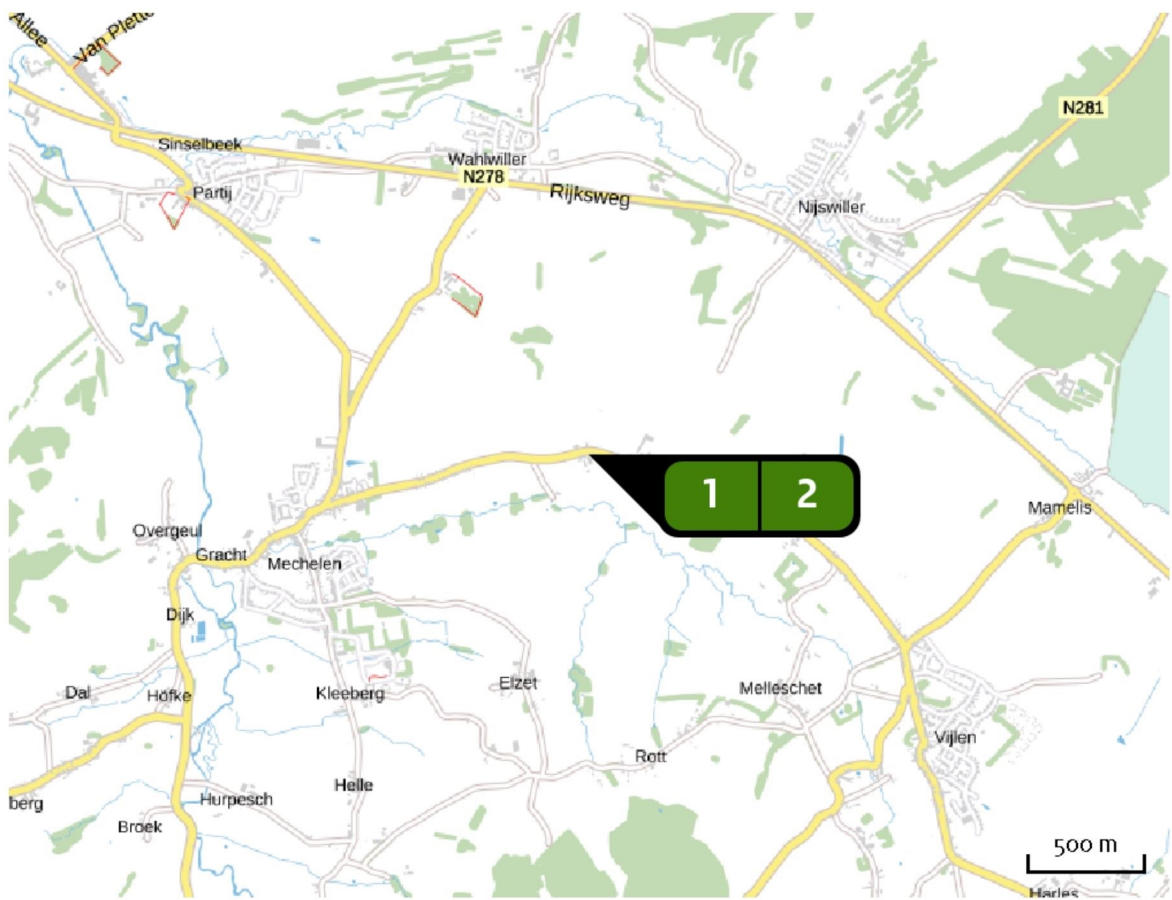 Allee
Van Plette
N281
Sinselbeek
Wahlwiller
N278
Partij
Rijksweg
Nijswiller
1 2
Mamelis
Overgeul
Gracht
Mechelen
Dijk
Elzet
Dal
Höfke
Kleeberg
Melleschet
Vijlen
Rott
Helle
berg
Hurpesch
Broek
500 m
Harles